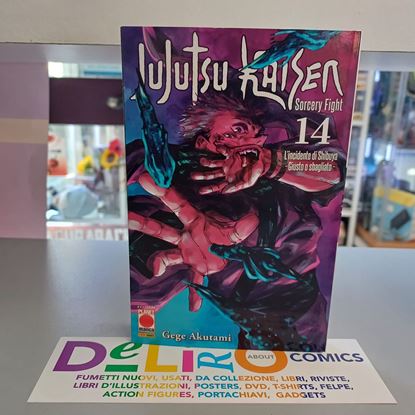 JUJUTSU KAISEN
Sorcery Fight
14
L'incidente di Shibuya
-Giusto o sbagliato-
PLANET
MANGA
Gege Akutami
DeLiRiO ABOUT COMICS
FUMETTI NUOVI, USATI, DA COLLEZIONE, LIBRI, RIVISTE,
LIBRI D'ILLUSTRAZIONI, POSTERS, DVD, T-SHIRTS, FELPE,
ACTION FIGURES, PORTACHIAVI, GADGETS